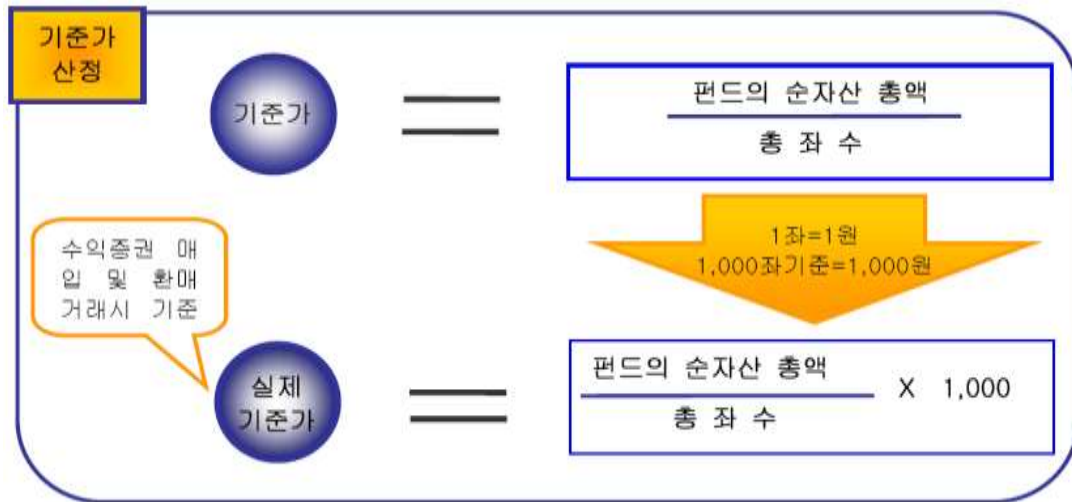 기준가
산정
기준가
펀드의 순자산 총액
총 좌 수
1좌=1원
1,000좌기준=1,000원
수익증권 매
입 및 환매
거래시 기준
실제
기준가
펀드의 순자산 총액
총 좌 수
X 1,000